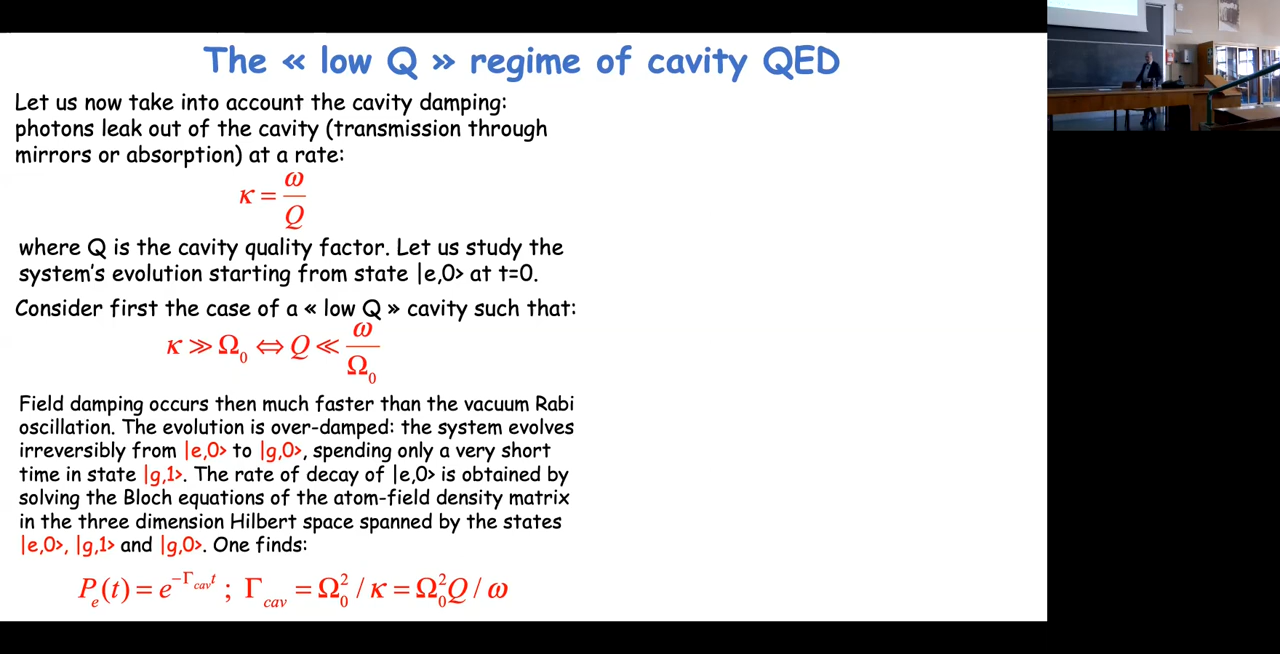 The « low Q » regime of cavity QED
Let us now take into account the cavity damping:
photons leak out of the cavity (transmission through
mirrors or absorption) at a rate:
κ = ω / Q
where Q is the cavity quality factor. Let us study the
system's evolution starting from state |e,0> at t=0.
Consider first the case of a « low Q » cavity such that:
κ ≫ Ω₀ ⇔ Q ≪ ω / Ω₀
Field damping occurs then much faster than the vacuum Rabi
oscillation. The evolution is over-damped: the system evolves
irreversibly from |e,0> to |g,0>, spending only a very short
time in state |g,1>. The rate of decay of |e,0> is obtained by
solving the Bloch equations of the atom-field density matrix
in the three dimension Hilbert space spanned by the states
|e,0>, |g,1> and |g,0>. One finds:
P_e(t) = e^{-Γ_cav t} ; Γ_cav = Ω₀² / κ = Ω₀² Q / ω